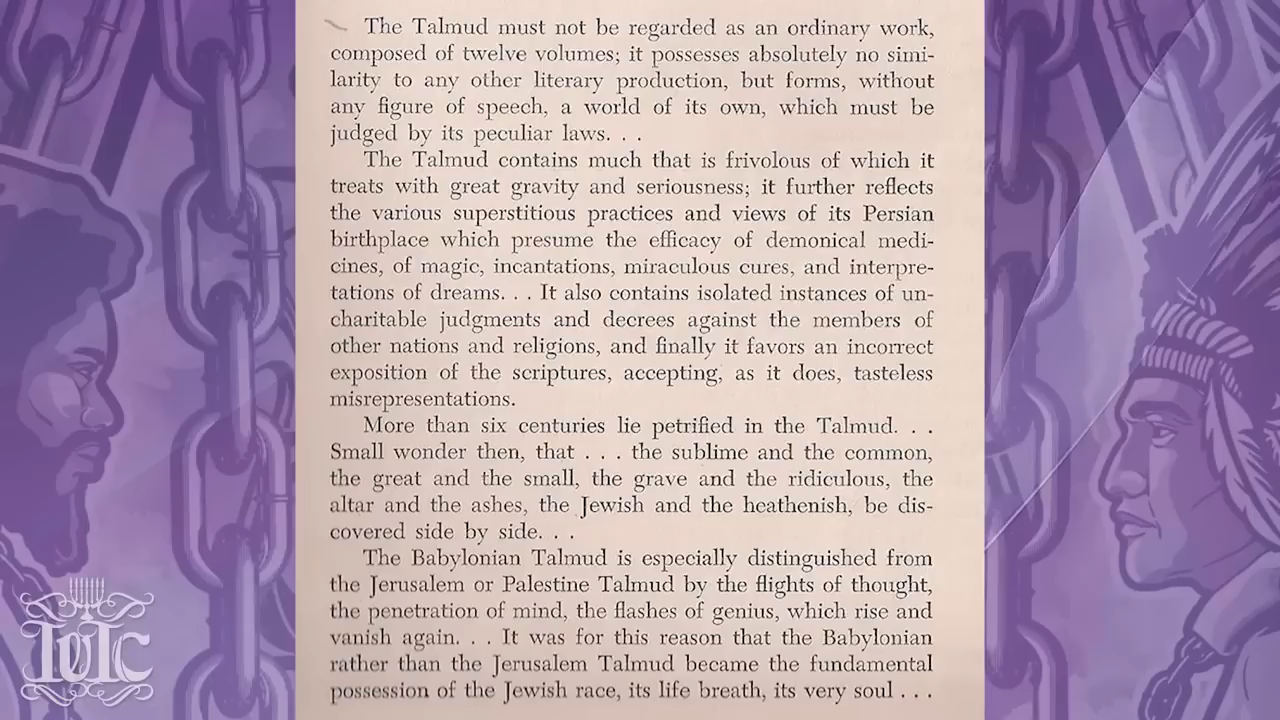 The Talmud must not be regarded as an ordinary work,
composed of twelve volumes; it possesses absolutely no simi-
larity to any other literary production, but forms, without
any figure of speech, a world of its own, which must be
judged by its peculiar laws. . .
The Talmud contains much that is frivolous of which it
treats with great gravity and seriousness; it further reflects
the various superstitious practices and views of its Persian
birthplace which presume the efficacy of demonical medi-
cines, of magic, incantations, miraculous cures, and interpre-
tations of dreams. . . It also contains isolated instances of un-
charitable judgments and decrees against the members of
other nations and religions, and finally it favors an incorrect
exposition of the scriptures, accepting, as it does, tasteless
misrepresentations.
More than six centuries lie petrified in the Talmud. . .
Small wonder then, that . . . the sublime and the common,
the great and the small, the grave and the ridiculous, the
altar and the ashes, the Jewish and the heathenish, be dis-
covered side by side. . .
The Babylonian Talmud is especially distinguished from
the Jerusalem or Palestine Talmud by the flights of thought,
the penetration of mind, the flashes of genius, which rise and
vanish again. . . It was for this reason that the Babylonian
rather than the Jerusalem Talmud became the fundamental
possession of the Jewish race, its life breath, its very soul . . .
IUIC